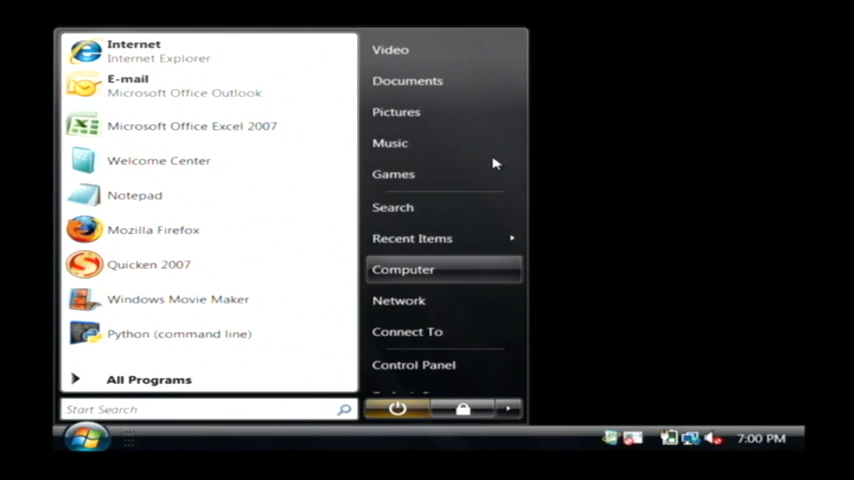 Internet
Internet Explorer
E-mail
Microsoft Office Outlook
Microsoft Office Excel 2007
Welcome Center
Notepad
Mozilla Firefox
Quicken 2007
Windows Movie Maker
Python (command line)
All Programs
Start Search
Video
Documents
Pictures
Music
Games
Search
Recent Items
Computer
Network
Connect To
Control Panel
7:00 PM